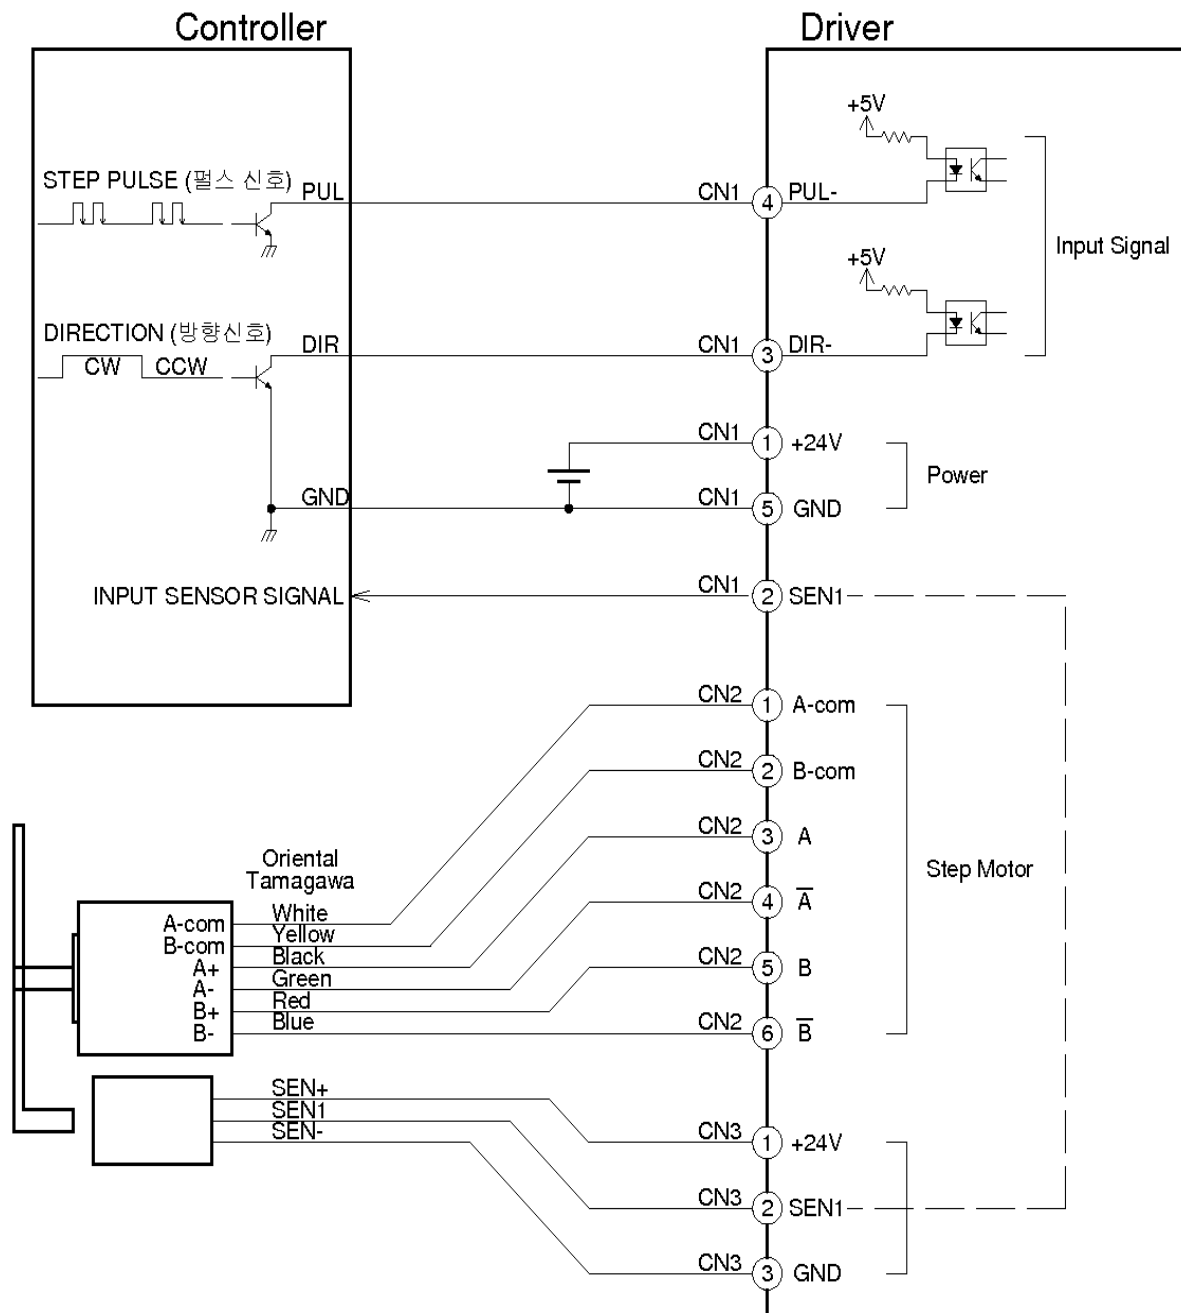 Controller
Driver
+5V
STEP PULSE (펄스 신호)
PUL
CN1
4
PUL-
Input Signal
+5V
DIRECTION (방향신호)
CW
CCW
DIR
CN1
3
DIR-
CN1
1
+24V
Power
GND
CN1
5
GND
INPUT SENSOR SIGNAL
CN1
2
SEN1
CN2
1
A-com
CN2
2
B-com
CN2
3
A
Step Motor
CN2
4
A̅
CN2
5
B
CN2
6
B̅
Oriental
Tamagawa
A-com
White
B-com
Yellow
A+
Black
A-
Green
B+
Red
B-
Blue
SEN+
SEN1
SEN-
CN3
1
+24V
CN3
2
SEN1
CN3
3
GND